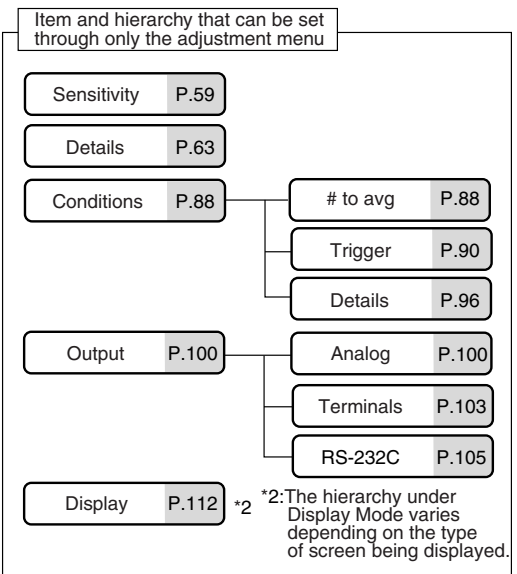 Item and hierarchy that can be set
through only the adjustment menu
Sensitivity P.59
Details P.63
Conditions P.88
# to avg P.88
Trigger P.90
Details P.96
Output P.100
Analog P.100
Terminals P.103
RS-232C P.105
Display P.112 *2
*2:The hierarchy under
Display Mode varies
depending on the type
of screen being displayed.